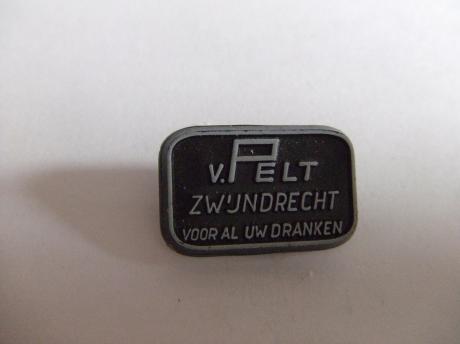 v. PELT
ZWIJNDRECHT
VOOR AL UW DRANKEN